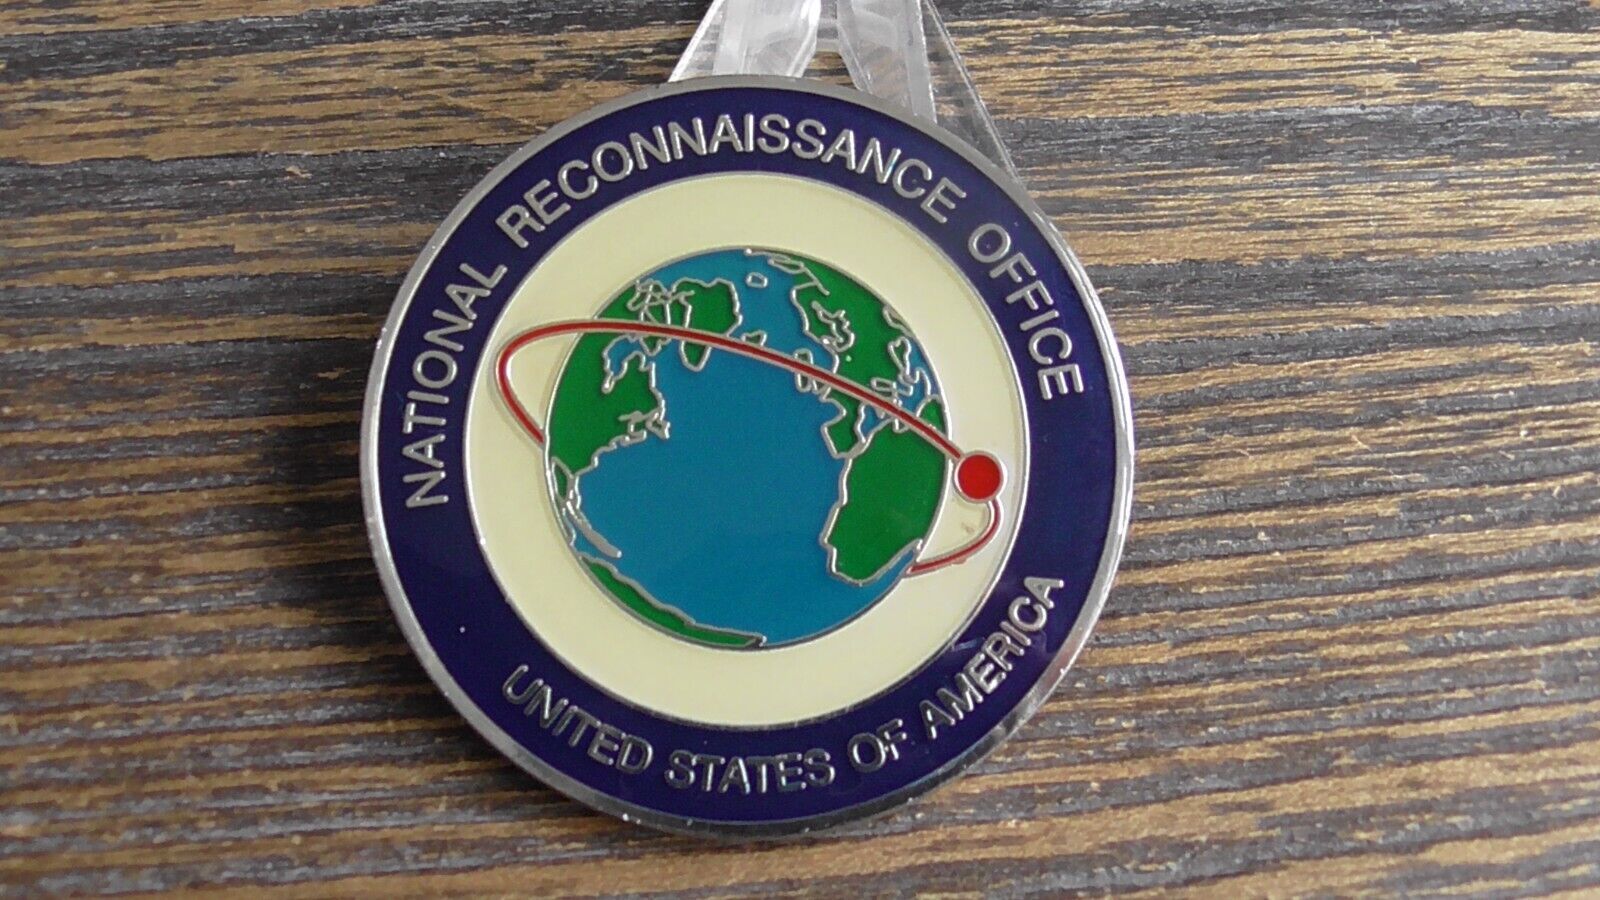 NATIONAL RECONNAISSANCE OFFICE
UNITED STATES OF AMERICA